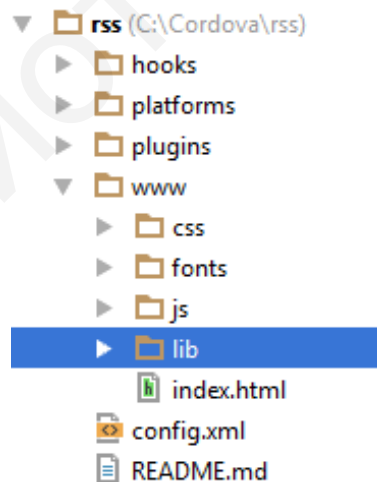 rss (C:\Cordova\rss)
hooks
platforms
plugins
www
css
fonts
js
lib
index.html
config.xml
README.md